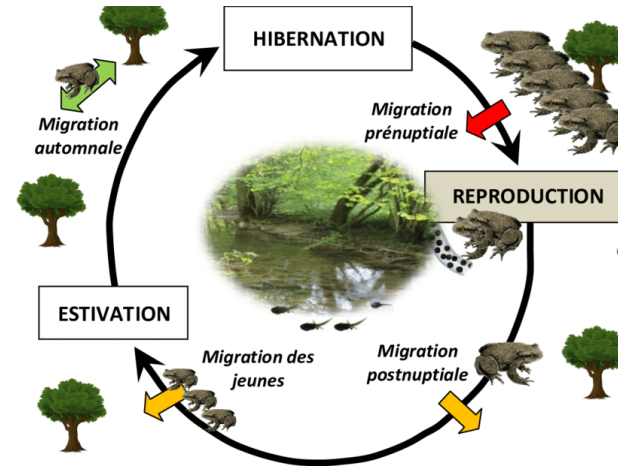 HIBERNATION
Migration
prénuptiale
REPRODUCTION
Migration
postnuptiale
Migration des
jeunes
ESTIVATION
Migration
automnale